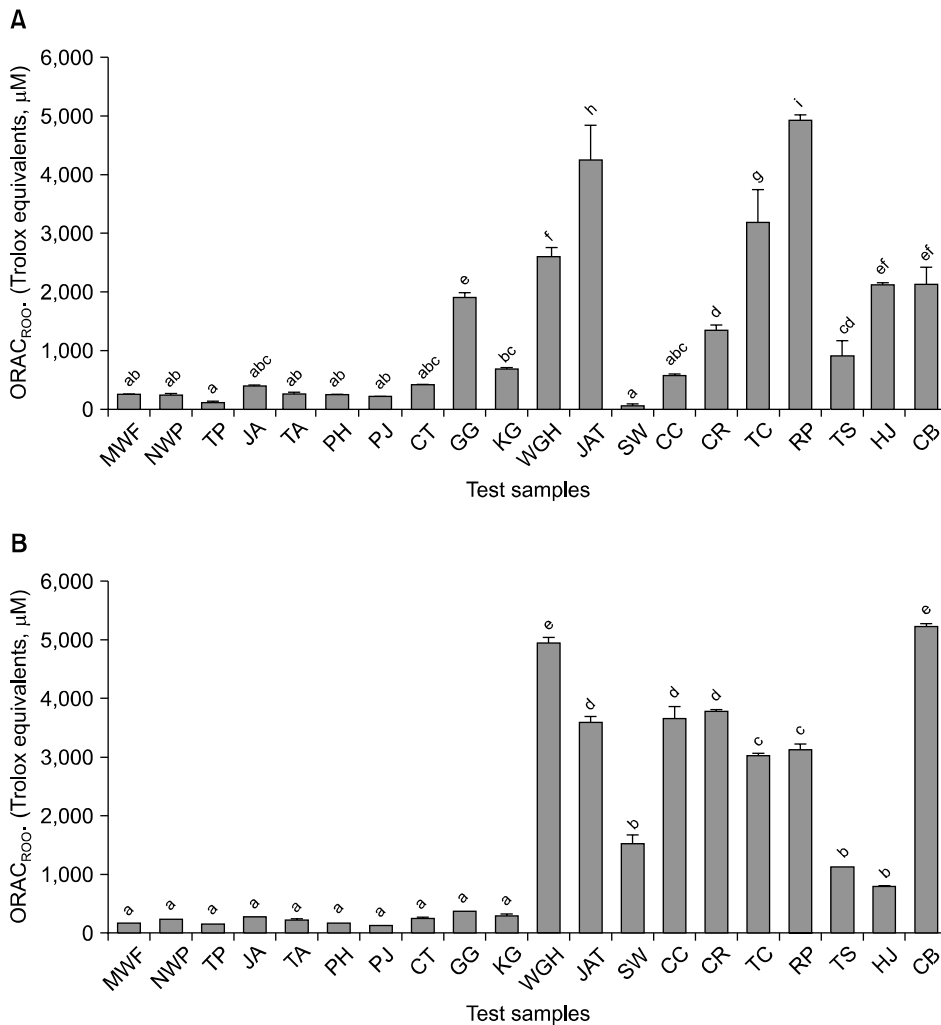 A
6,000
5,000
4,000
3,000
2,000
1,000
0
ORAC_ROO• (Trolox equivalents, μM)
ab ab a abc ab ab ab abc e bc f h a abc d g i cd ef ef
MWF NWP TP JA TA PH PJ CT GG KG WGH JAT SW CC CR TC RP TS HJ CB
Test samples
B
6,000
5,000
4,000
3,000
2,000
1,000
0
ORAC_ROO• (Trolox equivalents, μM)
a a a a a a a a a a e d b d d c c b b e
MWF NWP TP JA TA PH PJ CT GG KG WGH JAT SW CC CR TC RP TS HJ CB
Test samples